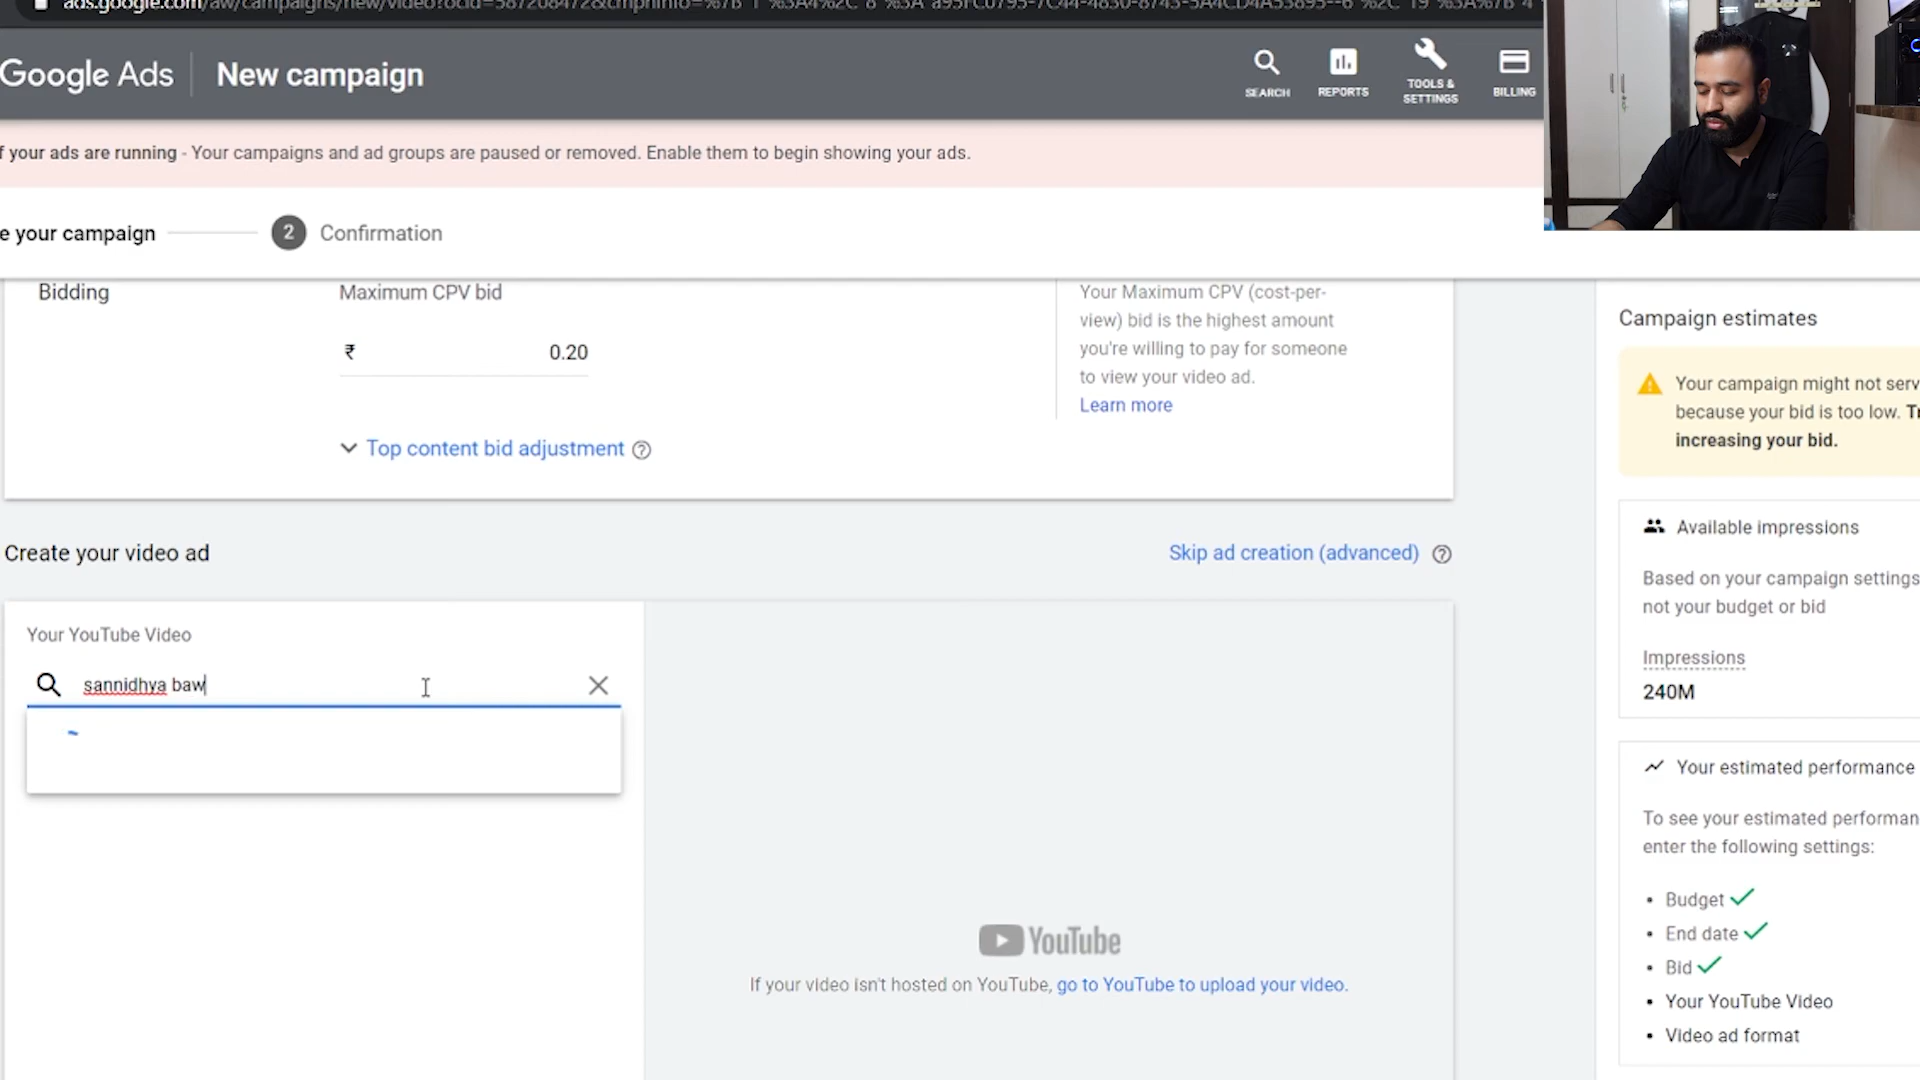 Google Ads
New campaign
SEARCH
REPORTS
TOOLS &
SETTINGS
BILLING
f your ads are running - Your campaigns and ad groups are paused or removed. Enable them to begin showing your ads.
e your campaign
2
Confirmation
Bidding
Maximum CPV bid
₹ 0.20
Your Maximum CPV (cost-per-
view) bid is the highest amount
you're willing to pay for someone
to view your video ad.
Learn more
Top content bid adjustment
Campaign estimates
Your campaign might not serv
because your bid is too low. Tr
increasing your bid.
Available impressions
Based on your campaign settings
not your budget or bid
Impressions
240M
Create your video ad
Skip ad creation (advanced)
Your YouTube Video
sannidhya baw
YouTube
If your video isn't hosted on YouTube, go to YouTube to upload your video.
Your estimated performance
To see your estimated performan
enter the following settings:
• Budget
• End date
• Bid
• Your YouTube Video
• Video ad format